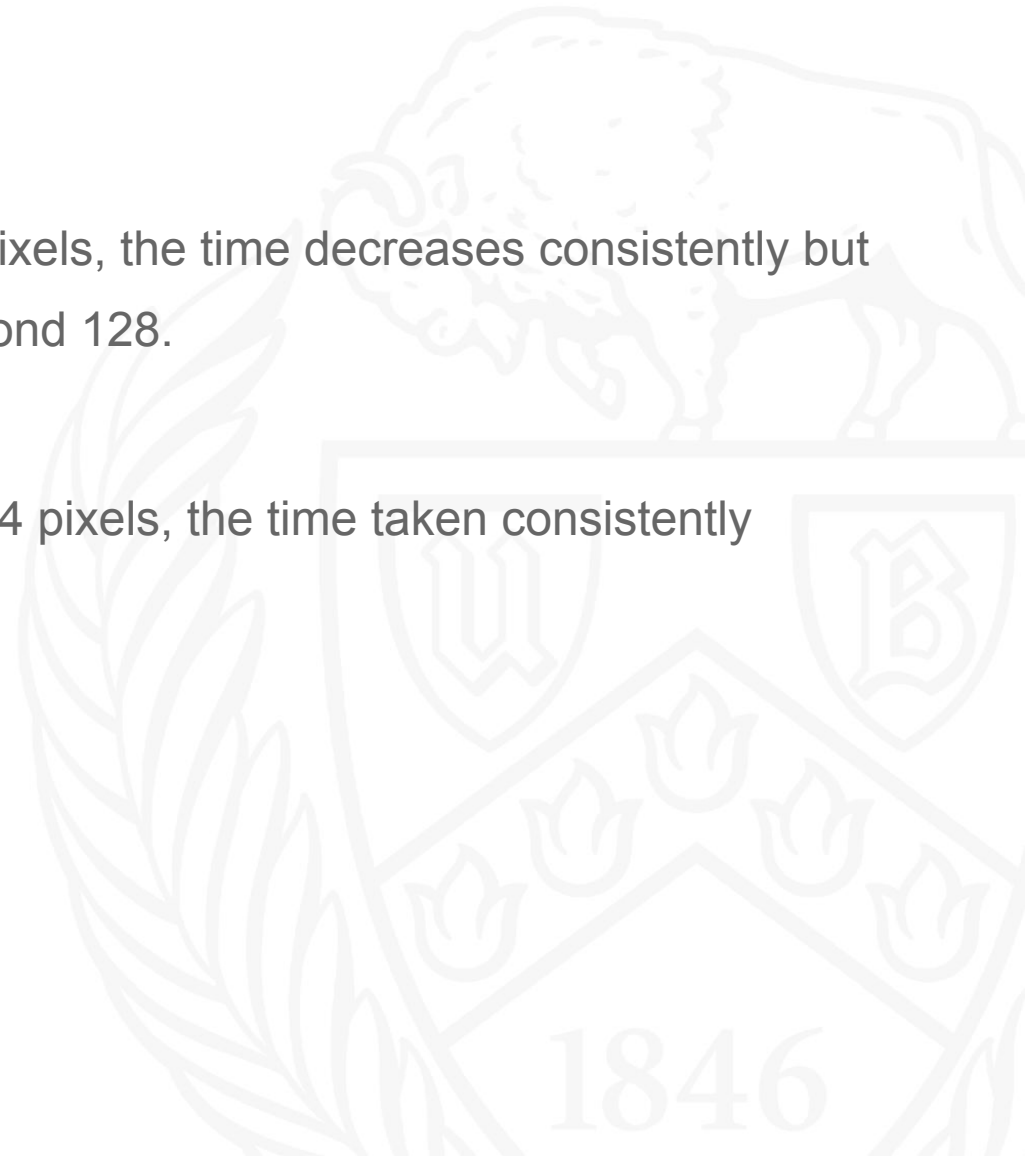 ixels, the time decreases consistently but
ond 128.
4 pixels, the time taken consistently
U B
1846